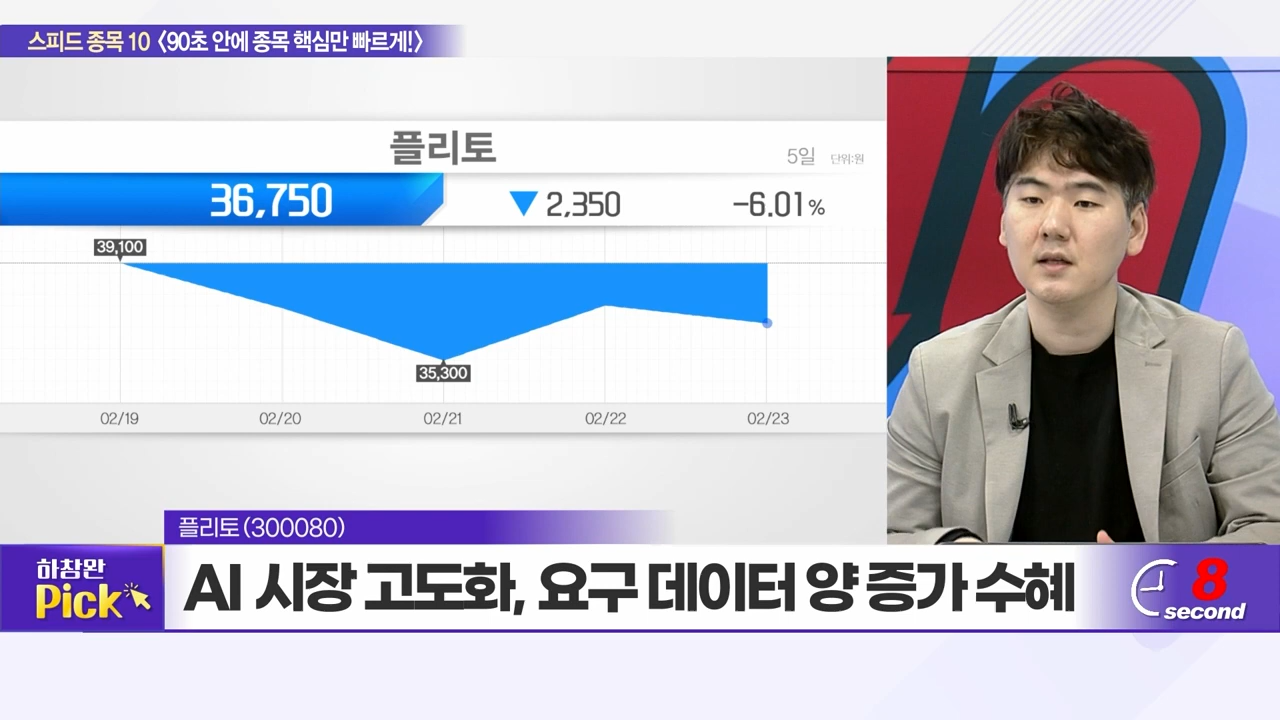 스피드 종목 10 〈90초 안에 종목 핵심만 빠르게!〉
플리토
5일 단위:원
36,750 ▼ 2,350 -6.01%
39,100
35,300
02/19 02/20 02/21 02/22 02/23
플리토(300080)
하창완
Pick
AI 시장 고도화, 요구 데이터 양 증가 수혜
8
second